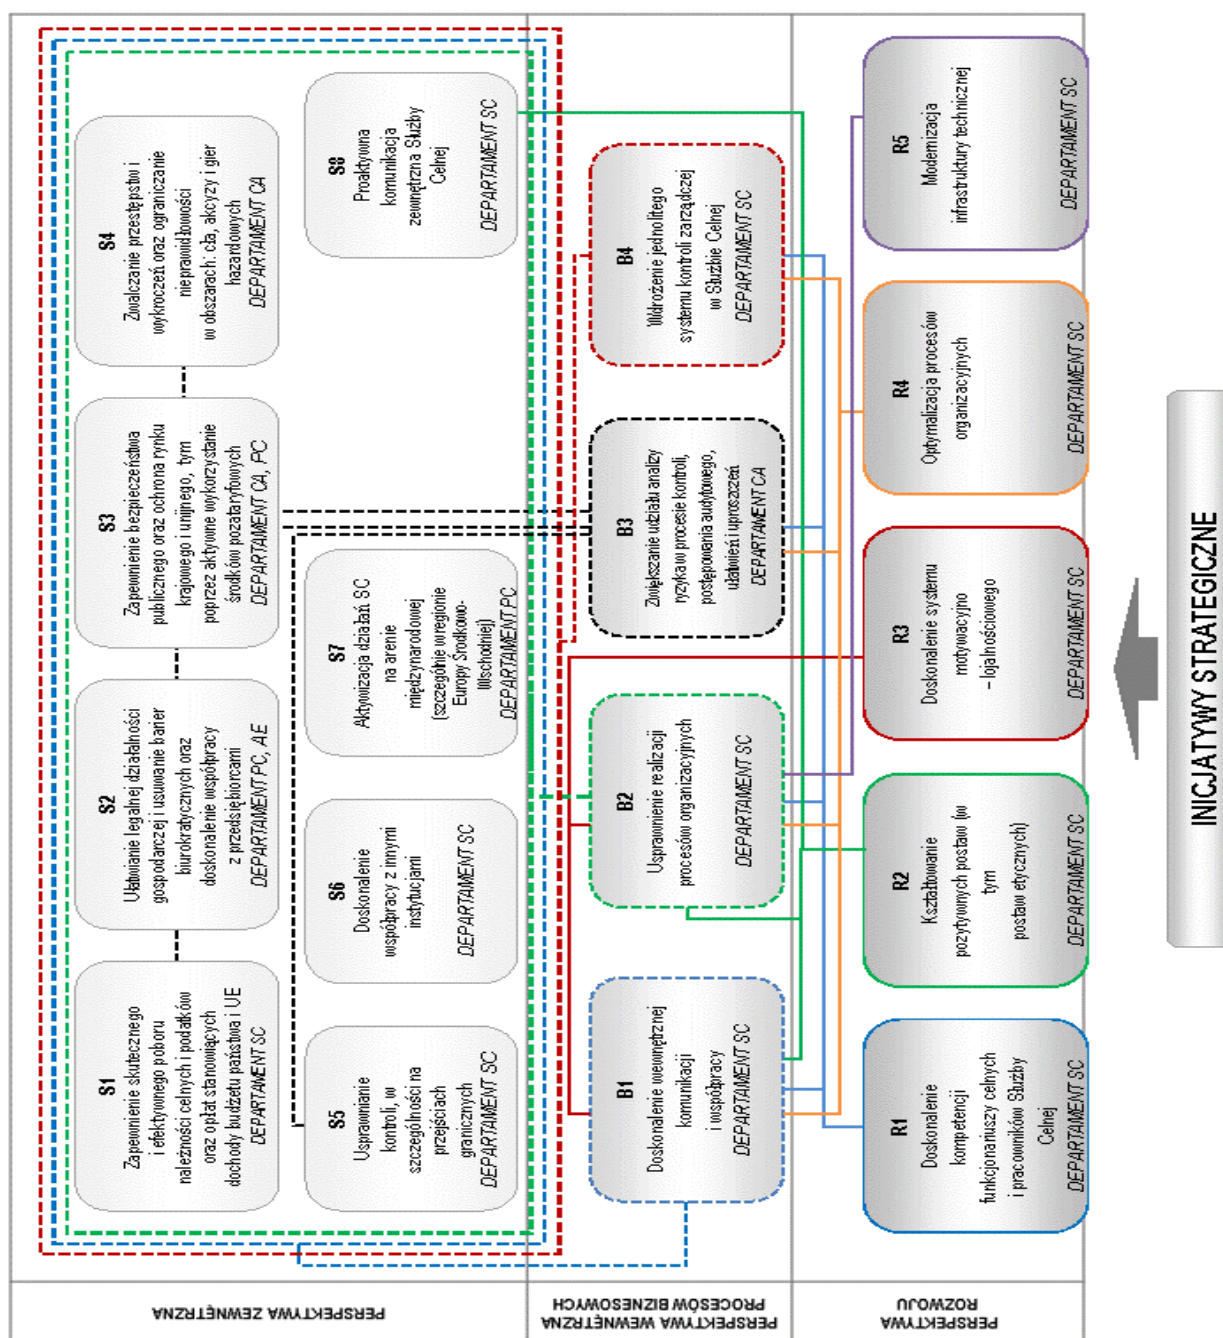 PERSPEKTYWA ZEWNĘTRZNA
S1
Zapewnienie skutecznego
i efektywnego poboru
należności celnych i podatków
oraz opłat stanowiących
dochody budżetu państwa i UE
DEPARTAMENT SC
S2
Ułatwianie legalnej działalności
gospodarczej i usuwanie barier
biurokratycznych oraz
doskonalenie współpracy
z przedsiębiorcami
DEPARTAMENT PC, AE
S3
Zapewnienie bezpieczeństwa
publicznego oraz ochrona rynku
krajowego i unijnego, tym
poprzez aktywne wykorzystanie
środków pozataryfowych
DEPARTAMENT CA, PC
S4
Zwalczanie przestępstw i
wykroczeń oraz ograniczanie
nieprawidłowości
w obszarach: cła, akcyzy i gier
hazardowych
DEPARTAMENT CA
S5
Usprawnianie
kontroli, w
szczególności na
przejściach
granicznych
DEPARTAMENT SC
S6
Doskonalenie
współpracy z innymi
instytucjami
DEPARTAMENT SC
S7
Aktywizacja działań SC
na arenie
międzynarodowej
(szczególnie w regionie
Europy Środkowo-
Wschodniej)
DEPARTAMENT PC
S8
Proaktywna
komunikacja
zewnętrzna Służby
Celnej
DEPARTAMENT SC
PERSPEKTYWA WEWNĘTRZNA
PROCESÓW BIZNESOWYCH
B1
Doskonalenie wewnętrznej
komunikacji
i współpracy
DEPARTAMENT SC
B2
Usprawnienie realizacji
procesów organizacyjnych
DEPARTAMENT SC
B3
Zwiększanie udziału analizy
ryzyka w procesie kontroli,
postępowania audytowego,
ułatwień i uproszczeń
DEPARTAMENT CA
B4
Wdrożenie jednolitego
systemu kontroli zarządczej
w Służbie Celnej
DEPARTAMENT SC
PERSPEKTYWA
ROZWOJU
R1
Doskonalenie
kompetencji
funkcjonariuszy celnych
i pracowników Służby
Celnej
DEPARTAMENT SC
R2
Kształtowanie
pozytywnych postaw (w
tym
postaw etycznych)
DEPARTAMENT SC
R3
Doskonalenie systemu
motywacyjno
– lojalnościowego
DEPARTAMENT SC
R4
Optymalizacja procesów
organizacyjnych
DEPARTAMENT SC
R5
Modernizacja
infrastruktury technicznej
DEPARTAMENT SC
INICJATYWY STRATEGICZNE